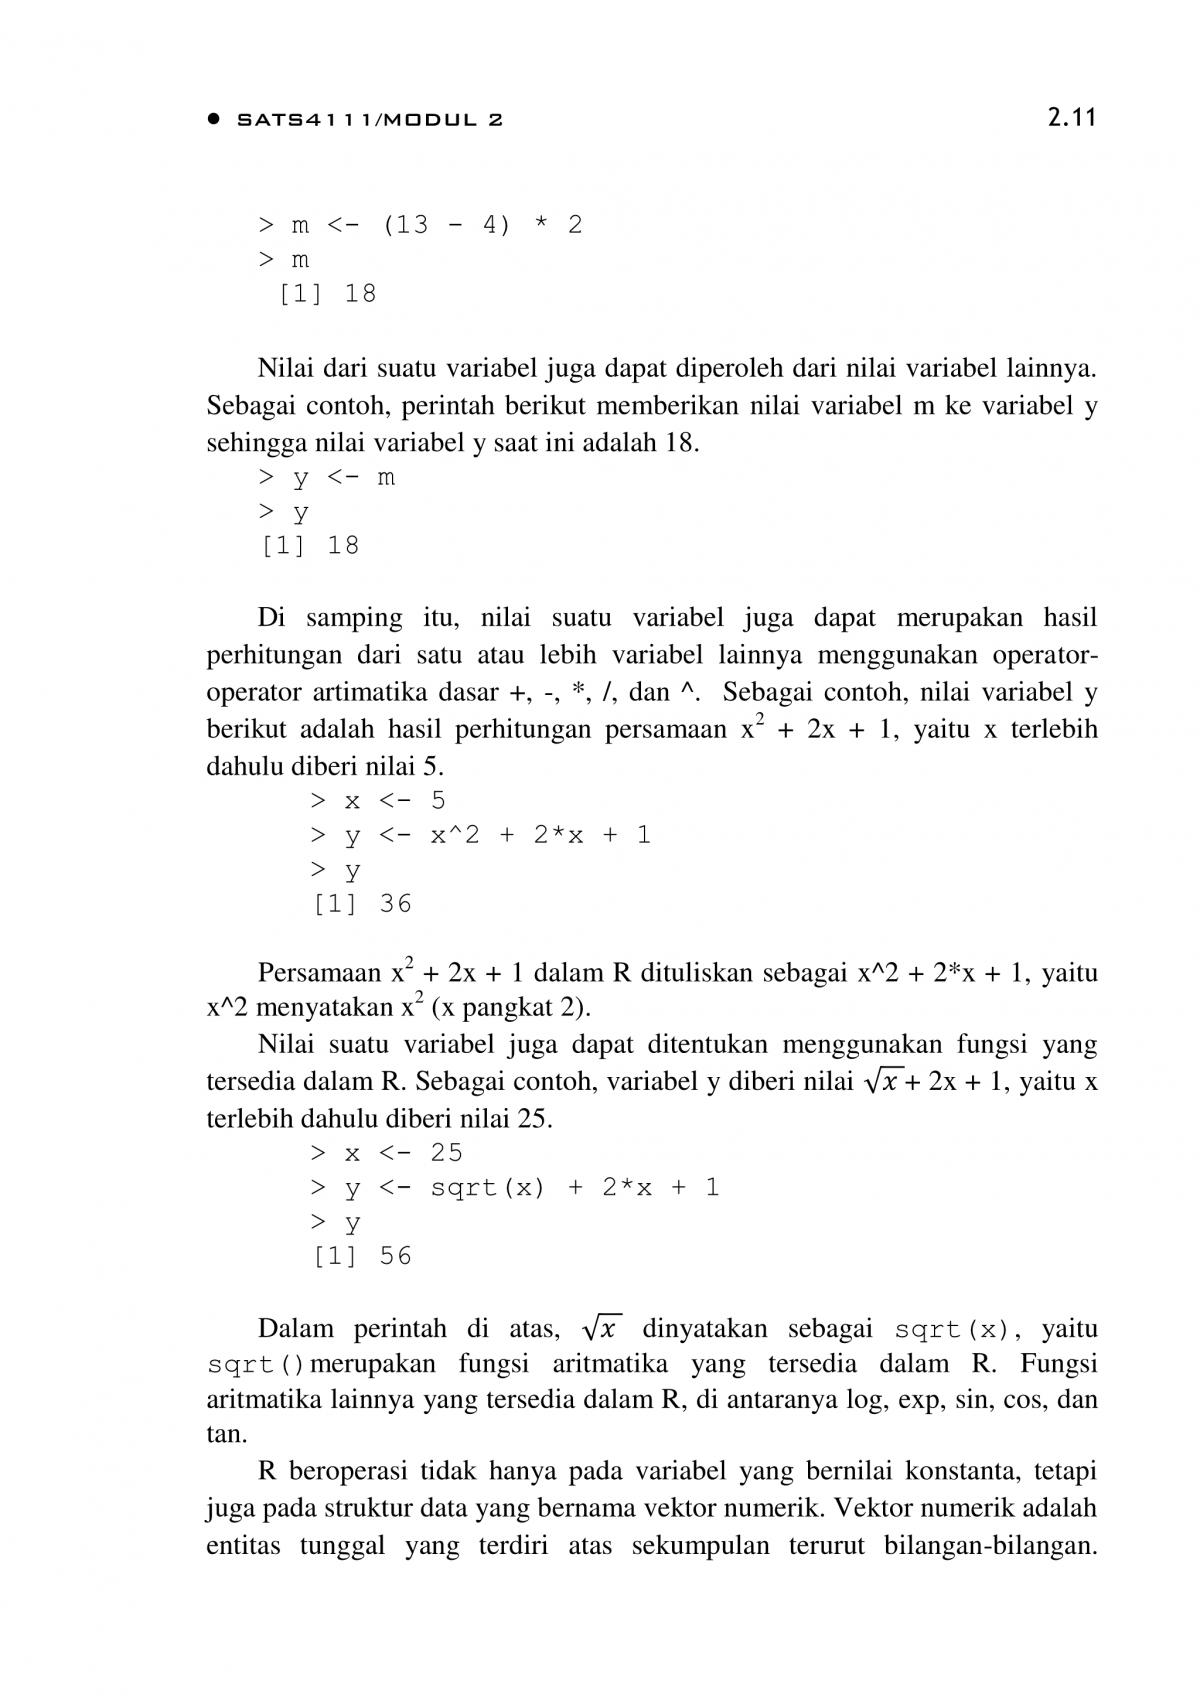 ● SATS4111/MODUL 2 2.11
> m <- (13 - 4) * 2
> m
[1] 18
Nilai dari suatu variabel juga dapat diperoleh dari nilai variabel lainnya.
Sebagai contoh, perintah berikut memberikan nilai variabel m ke variabel y
sehingga nilai variabel y saat ini adalah 18.
> y <- m
> y
[1] 18
Di samping itu, nilai suatu variabel juga dapat merupakan hasil
perhitungan dari satu atau lebih variabel lainnya menggunakan operator-
operator artimatika dasar +, -, *, /, dan ^. Sebagai contoh, nilai variabel y
berikut adalah hasil perhitungan persamaan x² + 2x + 1, yaitu x terlebih
dahulu diberi nilai 5.
> x <- 5
> y <- x^2 + 2*x + 1
> y
[1] 36
Persamaan x² + 2x + 1 dalam R dituliskan sebagai x^2 + 2*x + 1, yaitu
x^2 menyatakan x² (x pangkat 2).
Nilai suatu variabel juga dapat ditentukan menggunakan fungsi yang
tersedia dalam R. Sebagai contoh, variabel y diberi nilai √x + 2x + 1, yaitu x
terlebih dahulu diberi nilai 25.
> x <- 25
> y <- sqrt(x) + 2*x + 1
> y
[1] 56
Dalam perintah di atas, √x dinyatakan sebagai sqrt(x), yaitu
sqrt()merupakan fungsi aritmatika yang tersedia dalam R. Fungsi
aritmatika lainnya yang tersedia dalam R, di antaranya log, exp, sin, cos, dan
tan.
R beroperasi tidak hanya pada variabel yang bernilai konstanta, tetapi
juga pada struktur data yang bernama vektor numerik. Vektor numerik adalah
entitas tunggal yang terdiri atas sekumpulan terurut bilangan-bilangan.